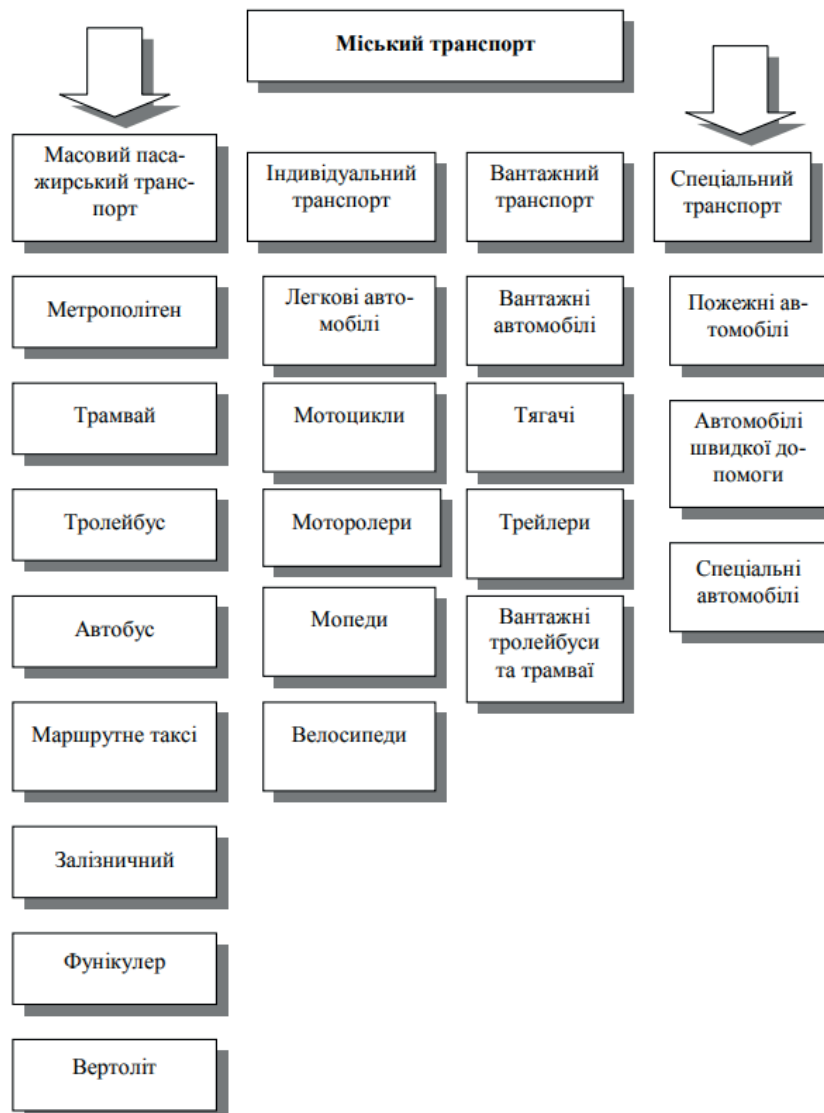 Міський транспорт
Масовий паса-
жирський транс-
порт
Індивідуальний
транспорт
Вантажний
транспорт
Спеціальний
транспорт
Метрополітен
Трамвай
Тролейбус
Автобус
Маршрутне таксі
Залізничний
Фунікулер
Вертоліт
Легкові авто-
мобілі
Мотоцикли
Моторолери
Мопеди
Велосипеди
Вантажні
автомобілі
Тягачі
Трейлери
Вантажні
тролейбуси
та трамваї
Пожежні ав-
томобілі
Автомобілі
швидкої до-
помоги
Спеціальні
автомобілі